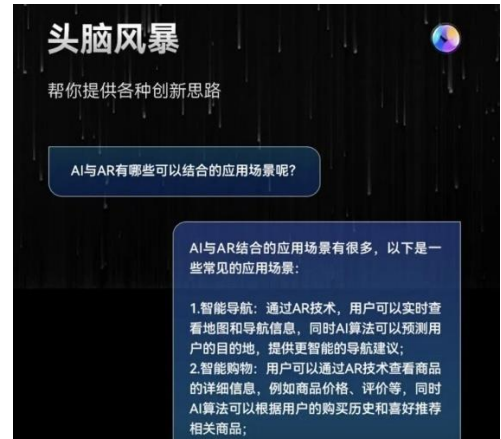 头脑风暴
帮你提供各种创新思路
AI与AR有哪些可以结合的应用场景呢?
AI与AR结合的应用场景有很多，以下是一
些常见的应用场景：
1.智能导航：通过AR技术，用户可以实时查
看地图和导航信息，同时AI算法可以预测用
户的目的地，提供更智能的导航建议；
2.智能购物：用户可以通过AR技术查看商品
的详细信息，例如商品价格、评价等，同时
AI算法可以根据用户的购买历史和喜好推荐
相关商品；